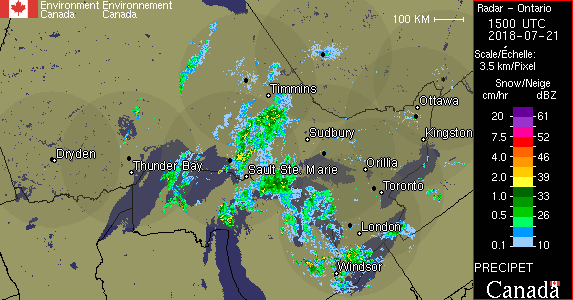 Environment Environnement
Canada Canada
100 KM
Timmins
Ottawa
Sudbury
Kingston
Dryden
Thunder Bay
Sault Ste. Marie
Orillia
Toronto
London
Windsor
Radar - Ontario
1500 UTC
2018-07-21
Scale/Échelle:
3.5 km/Pixel
Snow/Neige
cm/hr dBZ
20 61
7.5 57
5.5 52
4.0 46
2.0 39
1.0 33
0.5 26
0.1 10
PRECIPET
Canada